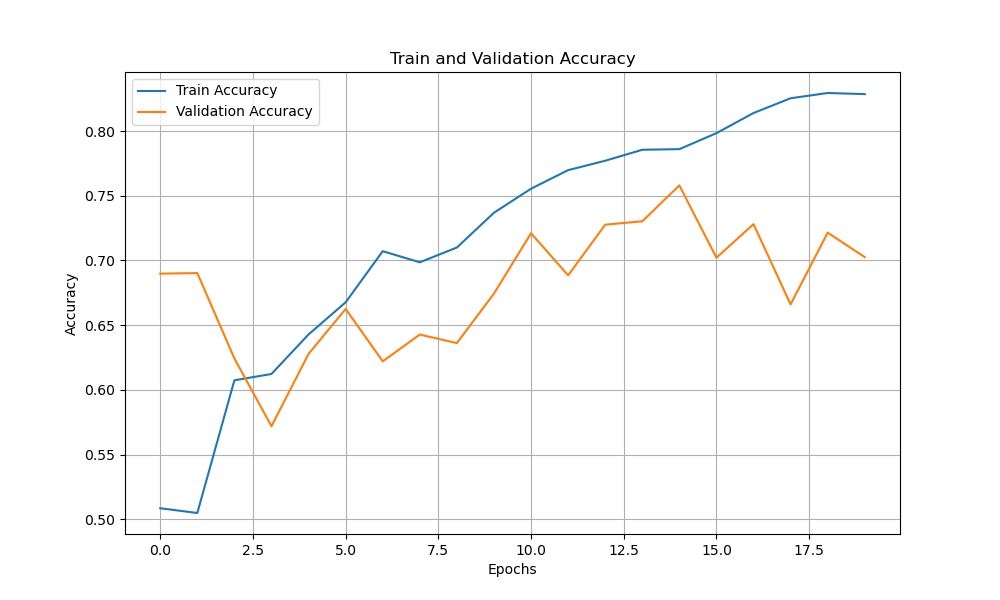 Train and Validation Accuracy
Train Accuracy
Validation Accuracy
Accuracy
0.80
0.75
0.70
0.65
0.60
0.55
0.50
0.0 2.5 5.0 7.5 10.0 12.5 15.0 17.5
Epochs